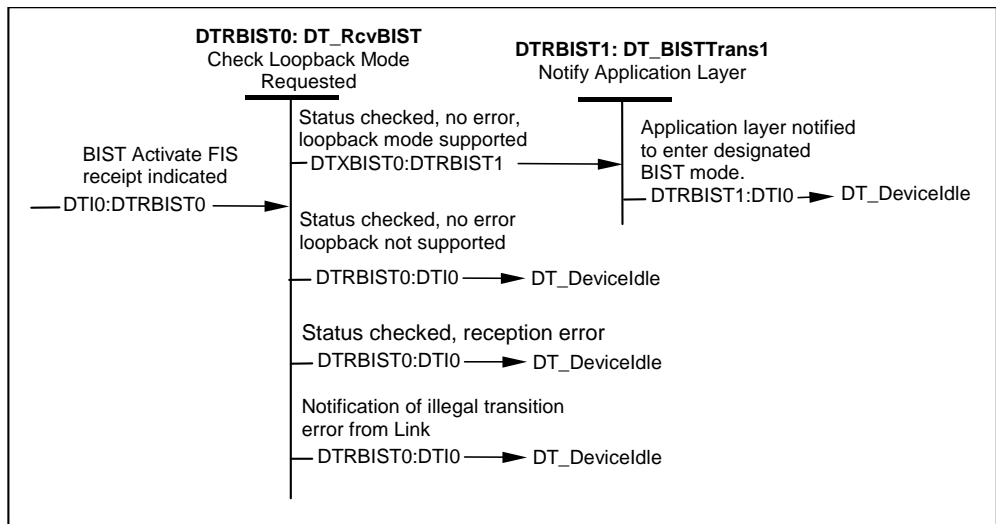 DTRBIST0: DT_RcvBIST
Check Loopback Mode
Requested
DTRBIST1: DT_BISTTrans1
Notify Application Layer
BIST Activate FIS
receipt indicated
DTI0:DTRBIST0
Status checked, no error,
loopback mode supported
DTXBIST0:DTRBIST1
Application layer notified
to enter designated
BIST mode.
DTRBIST1:DTI0
DT_DeviceIdle
Status checked, no error
loopback not supported
DTRBIST0:DTI0
DT_DeviceIdle
Status checked, reception error
DTRBIST0:DTI0
DT_DeviceIdle
Notification of illegal transition
error from Link
DTRBIST0:DTI0
DT_DeviceIdle